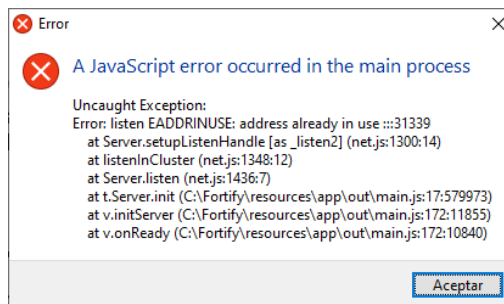 Error
A JavaScript error occurred in the main process
Uncaught Exception:
Error: listen EADDRINUSE: address already in use :::31339
at Server.setupListenHandle [as _listen2] (net.js:1300:14)
at listenInCluster (net.js:1348:12)
at Server.listen (net.js:1436:7)
at t.Server.init (C:\Fortify\resources\app\out\main.js:17:579973)
at v.initServer (C:\Fortify\resources\app\out\main.js:172:11855)
at v.onReady (C:\Fortify\resources\app\out\main.js:172:10840)
Aceptar